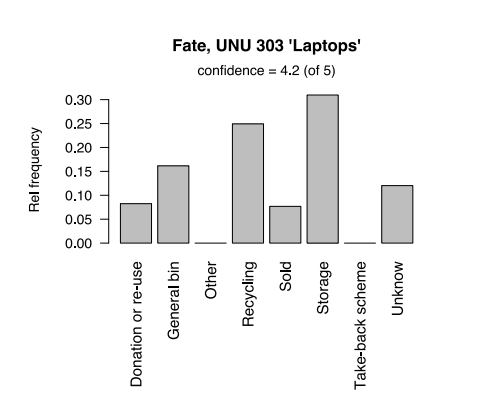 Fate, UNU 303 'Laptops'
confidence = 4.2 (of 5)
Rel frequency
0.30
0.25
0.20
0.15
0.10
0.05
0.00
Donation or re-use
General bin
Other
Recycling
Sold
Storage
Take-back scheme
Unknow